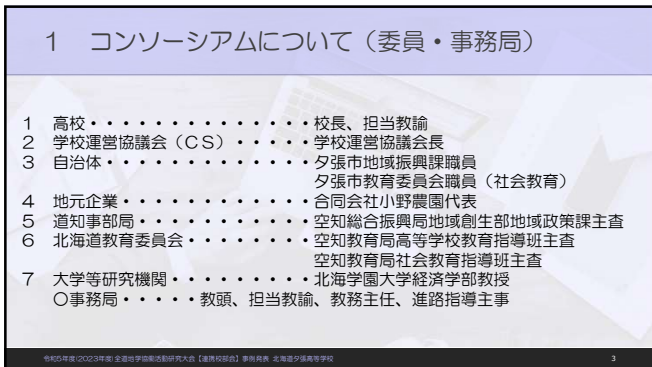 1 コンソーシアムについて(委員・事務局)
1 高校・・・・・・・・・・・・・・校長、担当教諭
2 学校運営協議会(CS)・・・・・学校運営協議会長
3 自治体・・・・・・・・・・・・・夕張市地域振興課職員
夕張市教育委員会職員(社会教育)
4 地元企業・・・・・・・・・・・・合同会社小野農園代表
5 道知事部局・・・・・・・・・・・空知総合振興局地域創生部地域政策課主査
6 北海道教育委員会・・・・・・・・空知教育局高等学校教育指導班主査
空知教育局社会教育指導班主査
7 大学等研究機関・・・・・・・・・北海学園大学経済学部教授
〇事務局・・・・・教頭、担当教諭、教務主任、進路指導主事
令和5年度(2023年度)全道地学協働活動研究大会【連携校部会】事例発表 北海道夕張高等学校 3